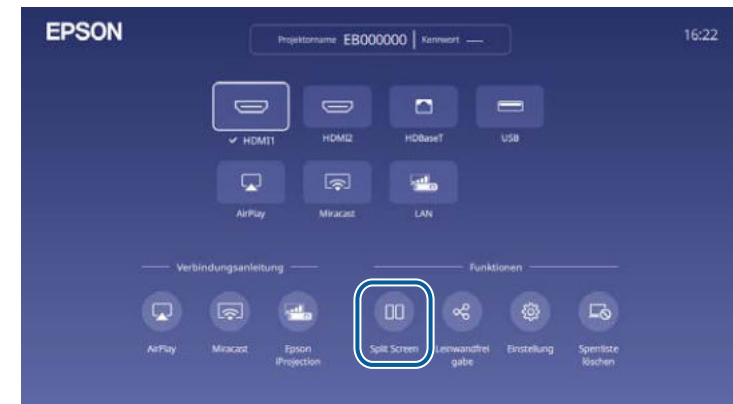 EPSON
Projektorname EB000000 | Kennwort —
16:22
HDMI1
HDMI2
HDBaseT
USB
AirPlay
Miracast
LAN
Verbindungsanleitung
Funktionen
AirPlay
Miracast
Epson
iProjection
Split Screen
Leinwandfrei
gabe
Einstellung
Sperrliste
löschen